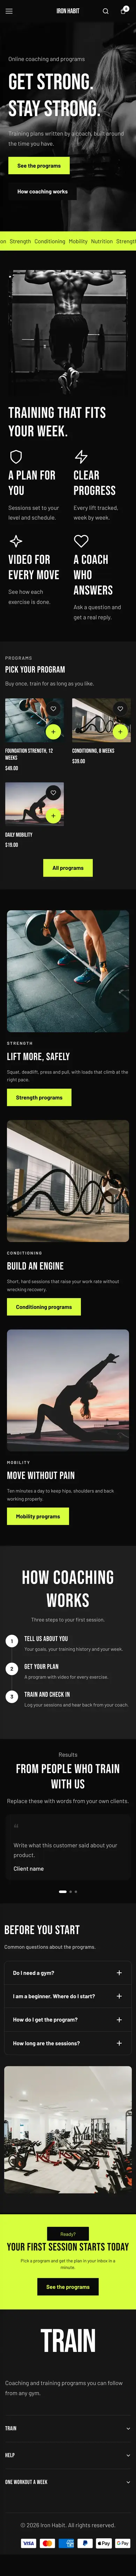 IRON HABIT
0
Online coaching and programs
GET STRONG.
STAY STRONG.
Training plans written by a coach, built around
the time you have.
See the programs
How coaching works
on Strength Conditioning Mobility Nutrition Strength
TRAINING THAT FITS
YOUR WEEK.
A PLAN FOR
YOU
Sessions set to your
level and schedule.
CLEAR
PROGRESS
Every lift tracked,
week by week.
VIDEO FOR
EVERY MOVE
See how each
exercise is done.
A COACH
WHO
ANSWERS
Ask a question and
get a real reply.
PROGRAMS
PICK YOUR PROGRAM
Buy once, train for as long as you like.
FOUNDATION STRENGTH, 12
WEEKS
$49.00
CONDITIONING, 8 WEEKS
$39.00
DAILY MOBILITY
$19.00
All programs
STRENGTH
LIFT MORE, SAFELY
Squat, deadlift, press and pull, with loads that climb at the
right pace.
Strength programs
CONDITIONING
BUILD AN ENGINE
Short, hard sessions that raise your work rate without
wrecking recovery.
Conditioning programs
MOBILITY
MOVE WITHOUT PAIN
Ten minutes a day to keep hips, shoulders and back
working properly.
Mobility programs
HOW COACHING
WORKS
Three steps to your first session.
1
TELL US ABOUT YOU
Your goals, your training history and your week.
2
GET YOUR PLAN
A program with video for every exercise.
3
TRAIN AND CHECK IN
Log your sessions and hear back from your coach.
Results
FROM PEOPLE WHO TRAIN
WITH US
Replace these with words from your own clients.
“
Write what this customer said about your
product.
Client name
BEFORE YOU START
Common questions about the programs.
Do I need a gym?
I am a beginner. Where do I start?
How do I get the program?
How long are the sessions?
Ready?
YOUR FIRST SESSION STARTS TODAY
Pick a program and get the plan in your inbox in a
minute.
See the programs
TRAIN
Coaching and training programs you can follow
from any gym.
TRAIN
HELP
ONE WORKOUT A WEEK
© 2026 Iron Habit. All rights reserved.
VISA
PayPal
Pay
G Pay